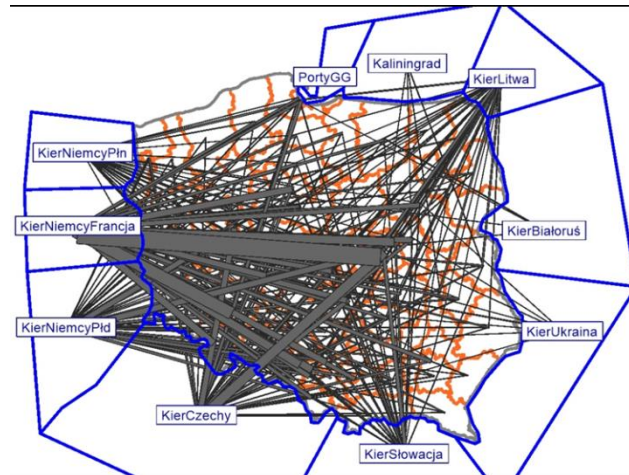 PortyGG
Kaliningrad
KierLitwa
KierNiemcyPłn
KierNiemcyFrancja
KierBiałoruś
KierNiemcyPłd
KierUkraina
KierCzechy
KierSłowacja